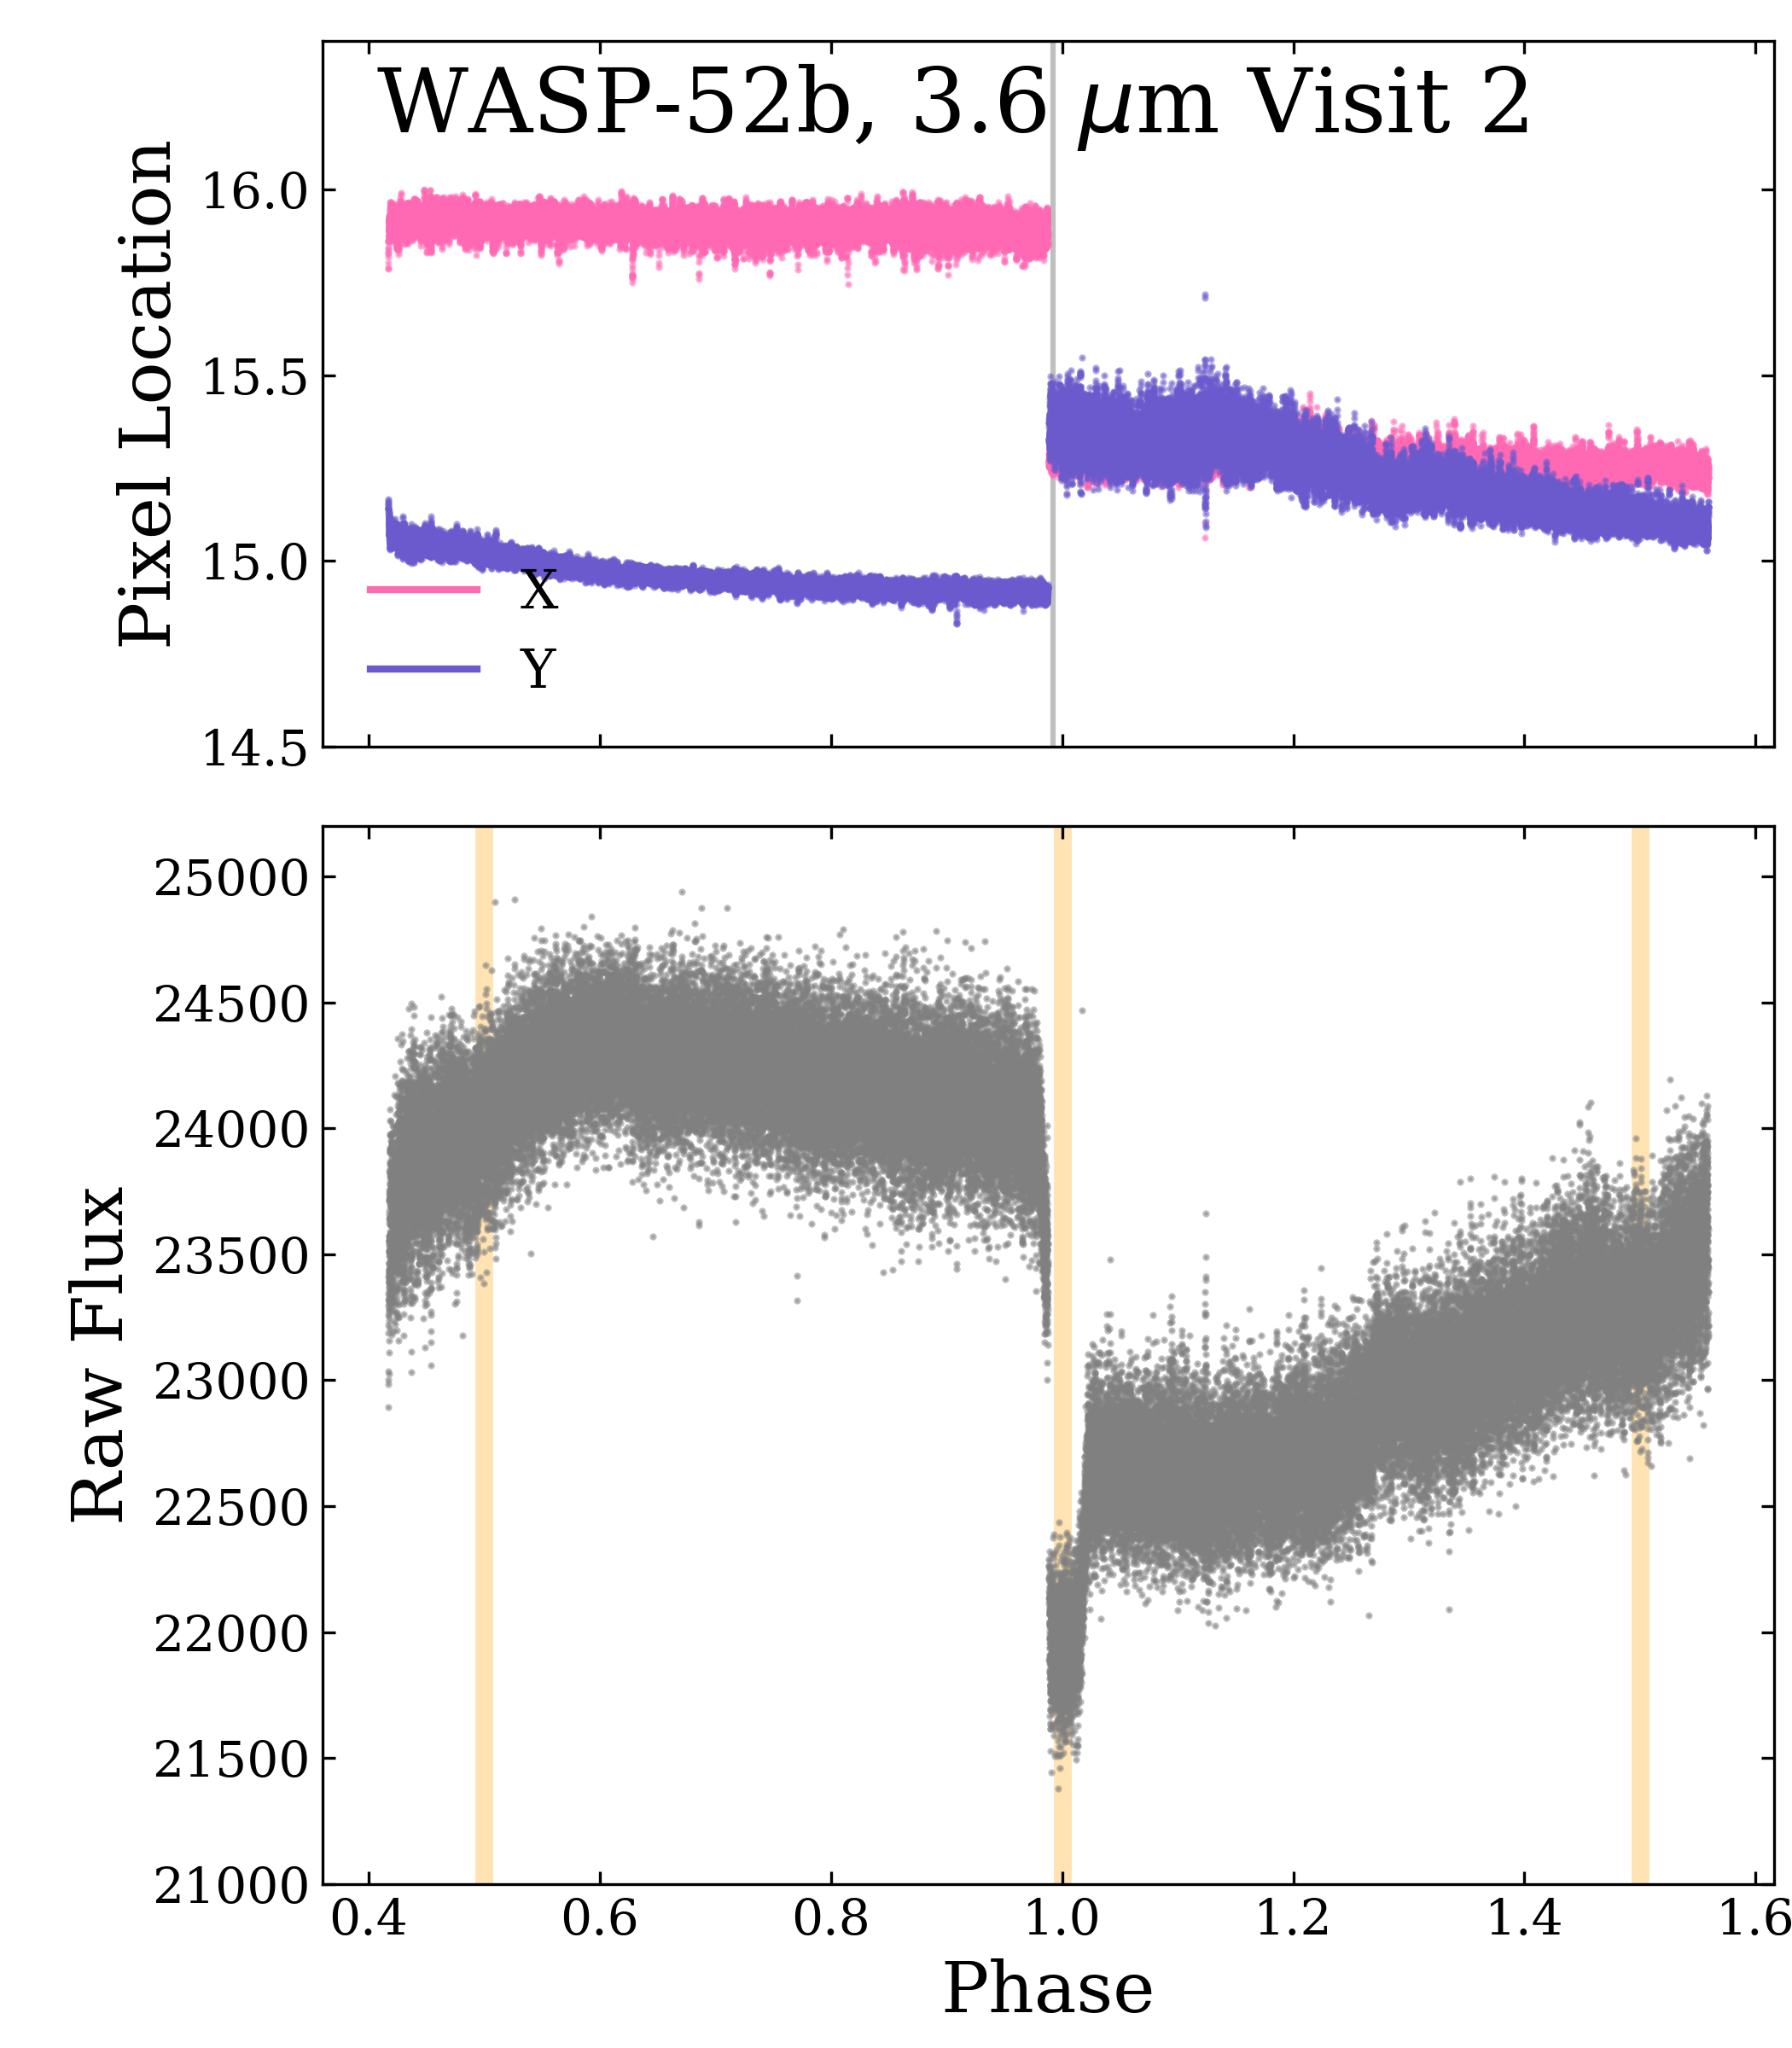 WASP-52b, 3.6 μm Visit 2
Pixel Location
16.0
15.5
15.0
14.5
X
Y
Raw Flux
25000
24500
24000
23500
23000
22500
22000
21500
21000
0.4 0.6 0.8 1.0 1.2 1.4 1.6
Phase